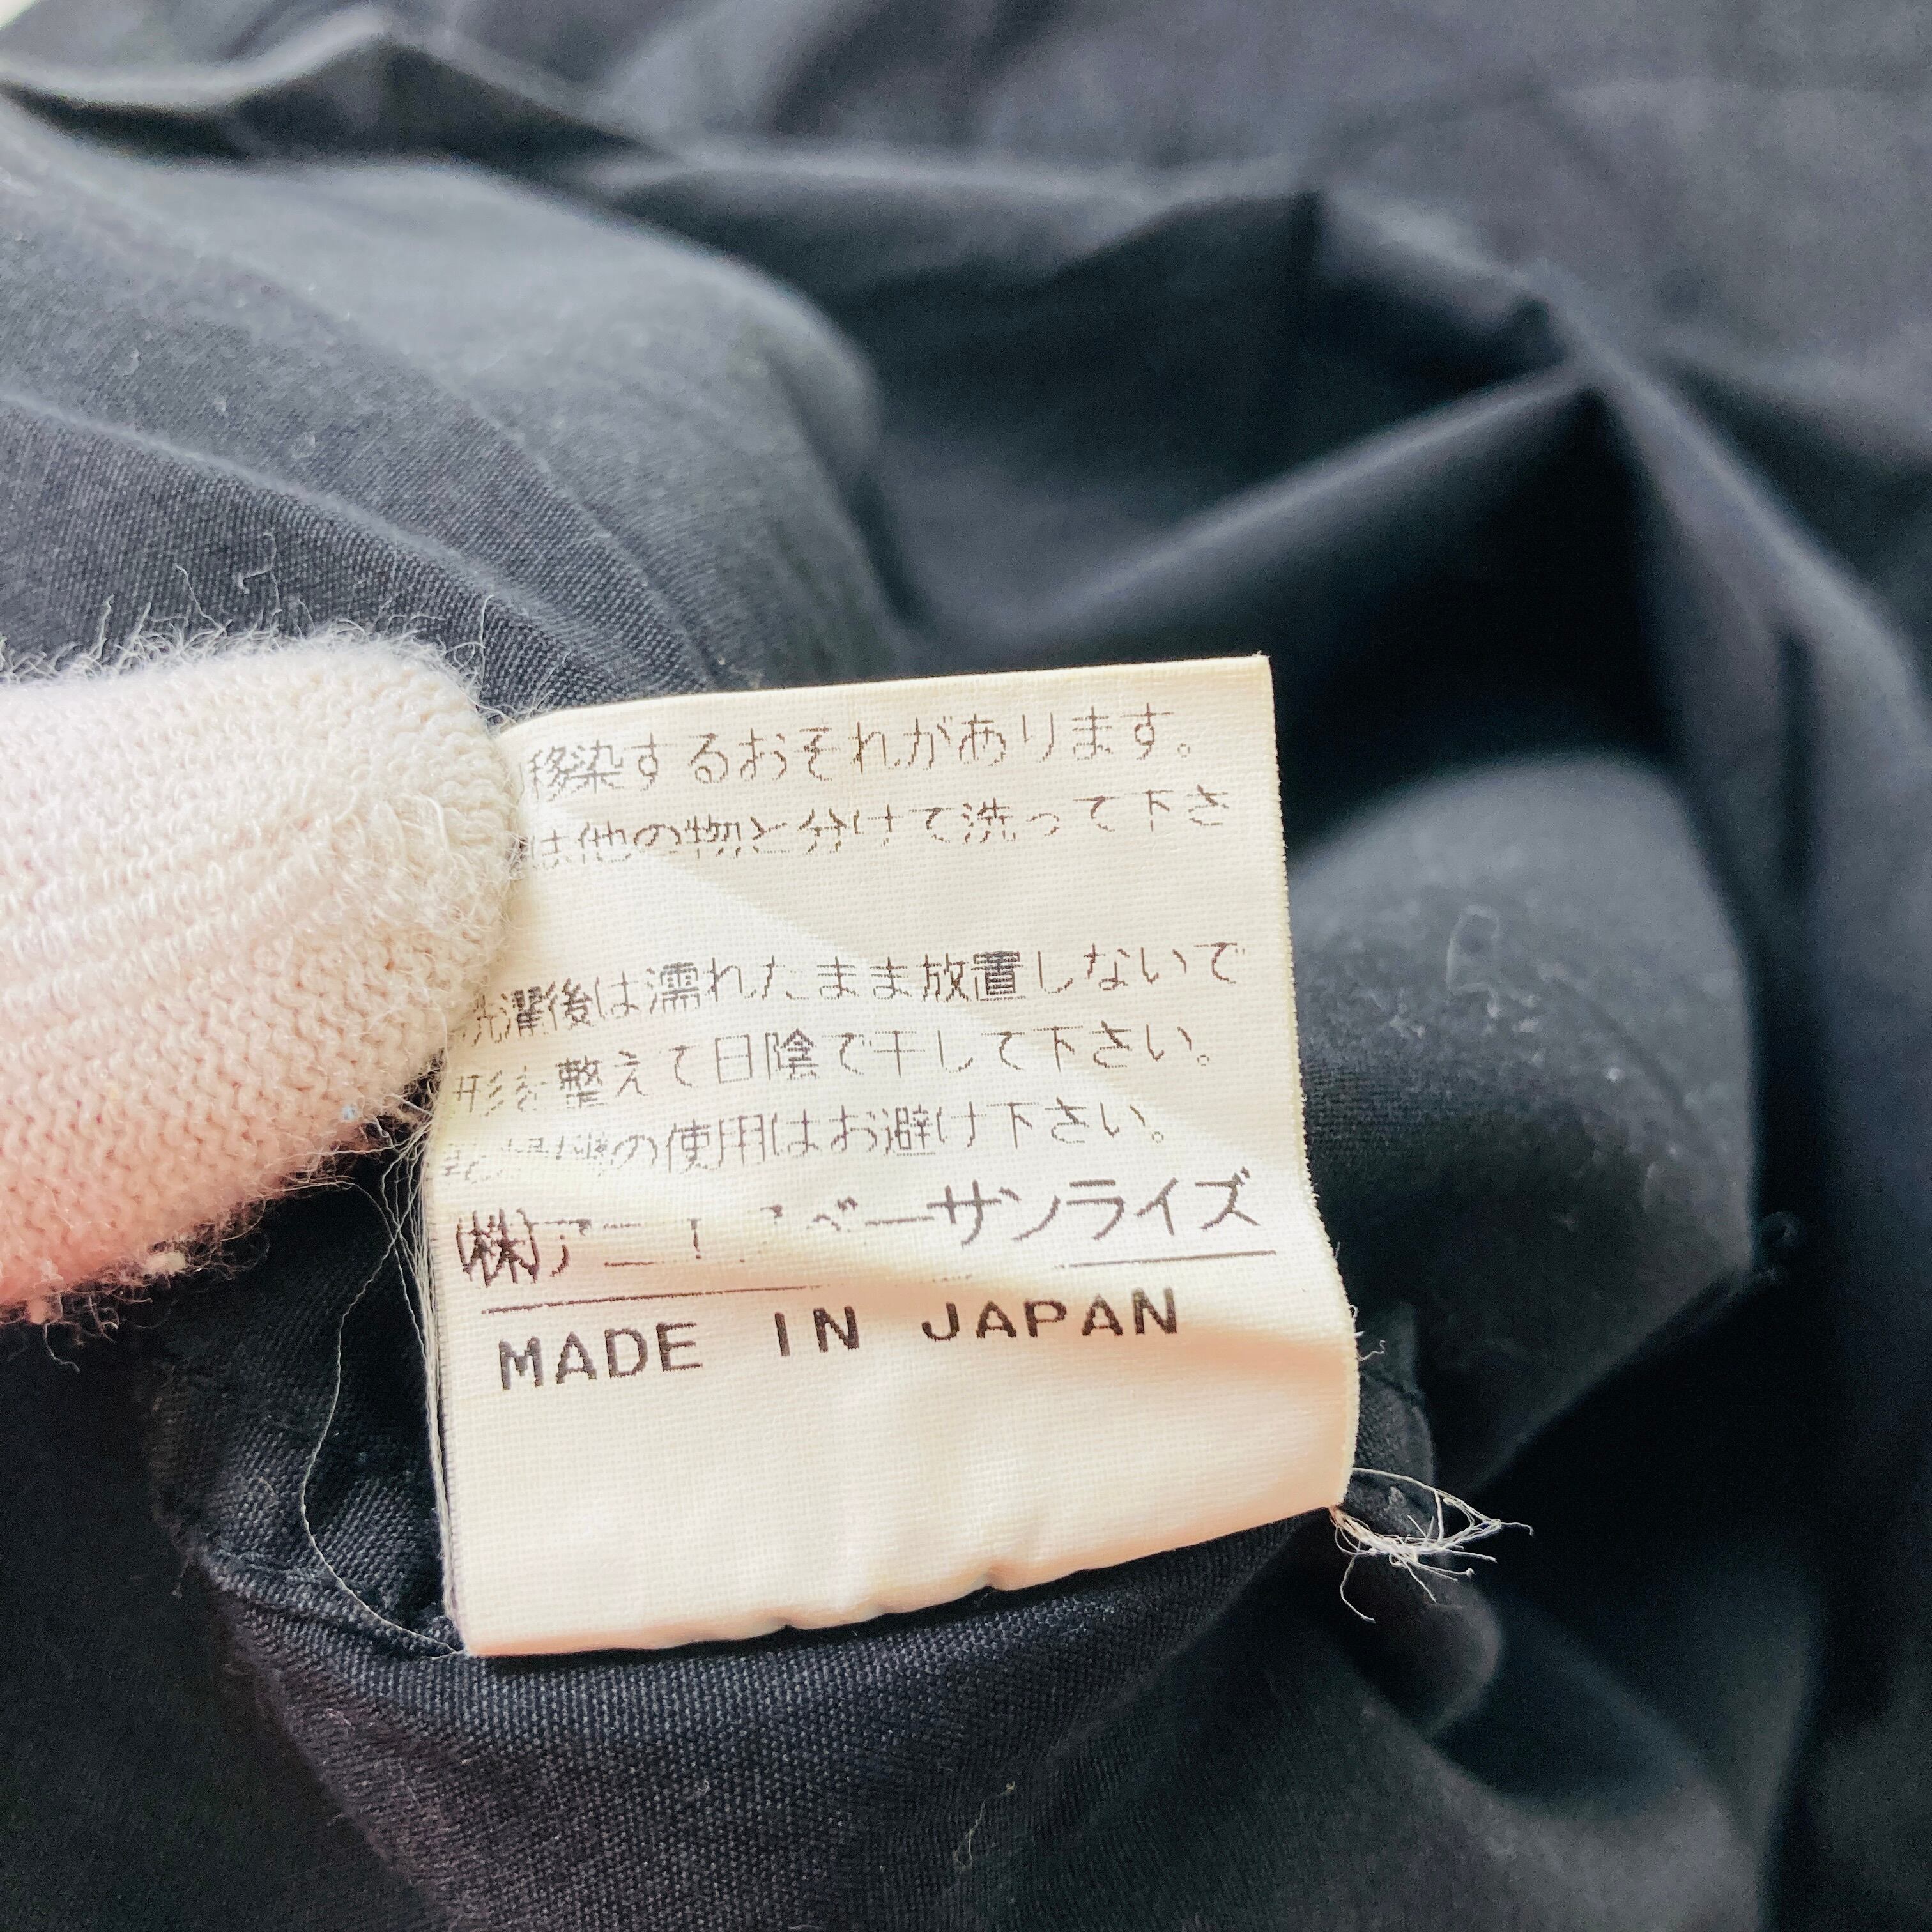 移染するおそれがあります。
は他の物と分けて洗って下さ
洗濯後は濡れたまま放置しないで
形を整えて日陰で干して下さい。
の使用はお避け下さい。
(株)ア サンライズ
MADE IN JAPAN